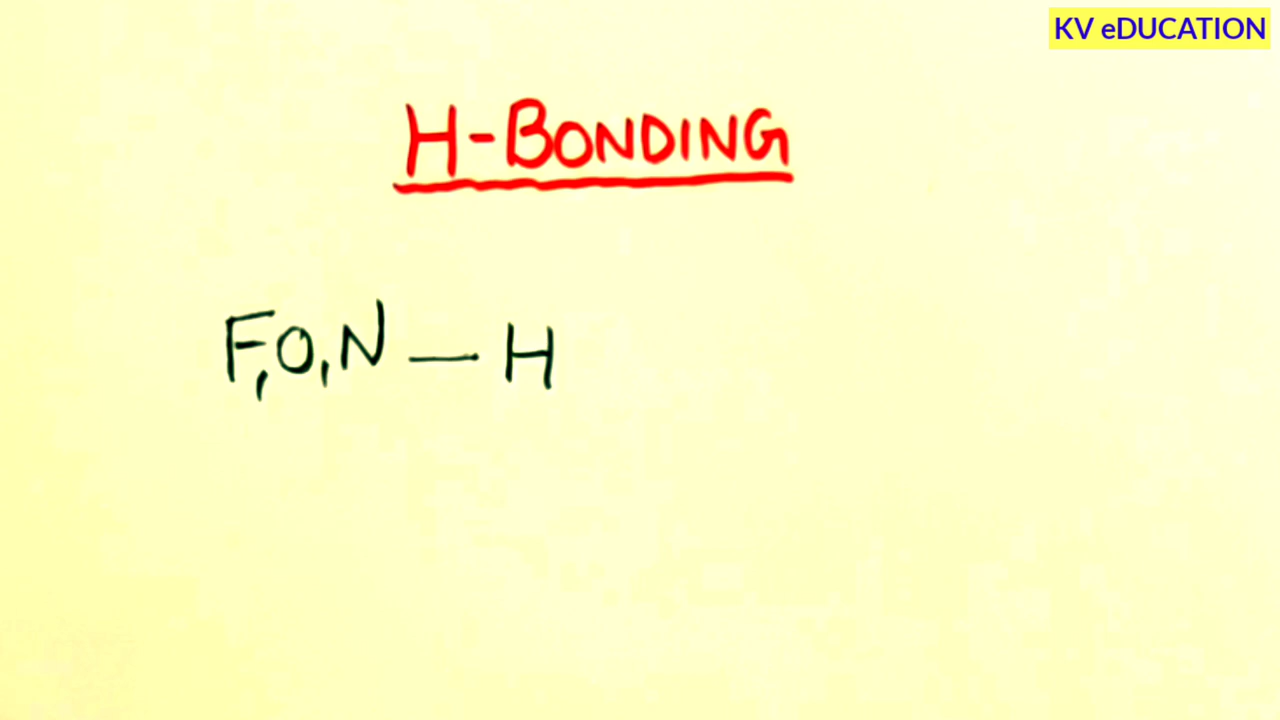 KV eDUCATION
H-BONDING
F,O,N — H